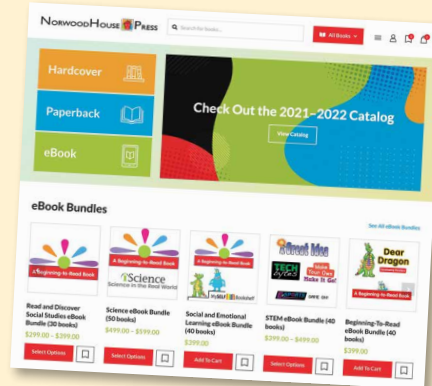 NorwoodHouse Press
Search for books...
All Books
Hardcover
Paperback
eBook
Check Out the 2021–2022 Catalog
View Catalog
eBook Bundles
See All eBook Bundles
A Beginning-to-Read Book
Read and Discover
Social Studies eBook
Bundle (30 books)
$299.00 – $399.00
Select Options
A Beginning-to-Read Book
iScience
Science in the Real World
Science eBook Bundle
(50 books)
$499.00 – $599.00
Select Options
A Beginning-to-Read Book
Social and Emotional
Learning eBook Bundle
(40 books)
$399.00
Add To Cart
A Great Idea
TECH
bytes
Make
Your Own
Make It Go!
STEM eBook Bundle (40
books)
$399.00 – $499.00
Select Options
Dear
Dragon
A Beginning-to-Read Book
Beginning-To-Read
eBook Bundle (40
books)
$399.00
Add To Cart